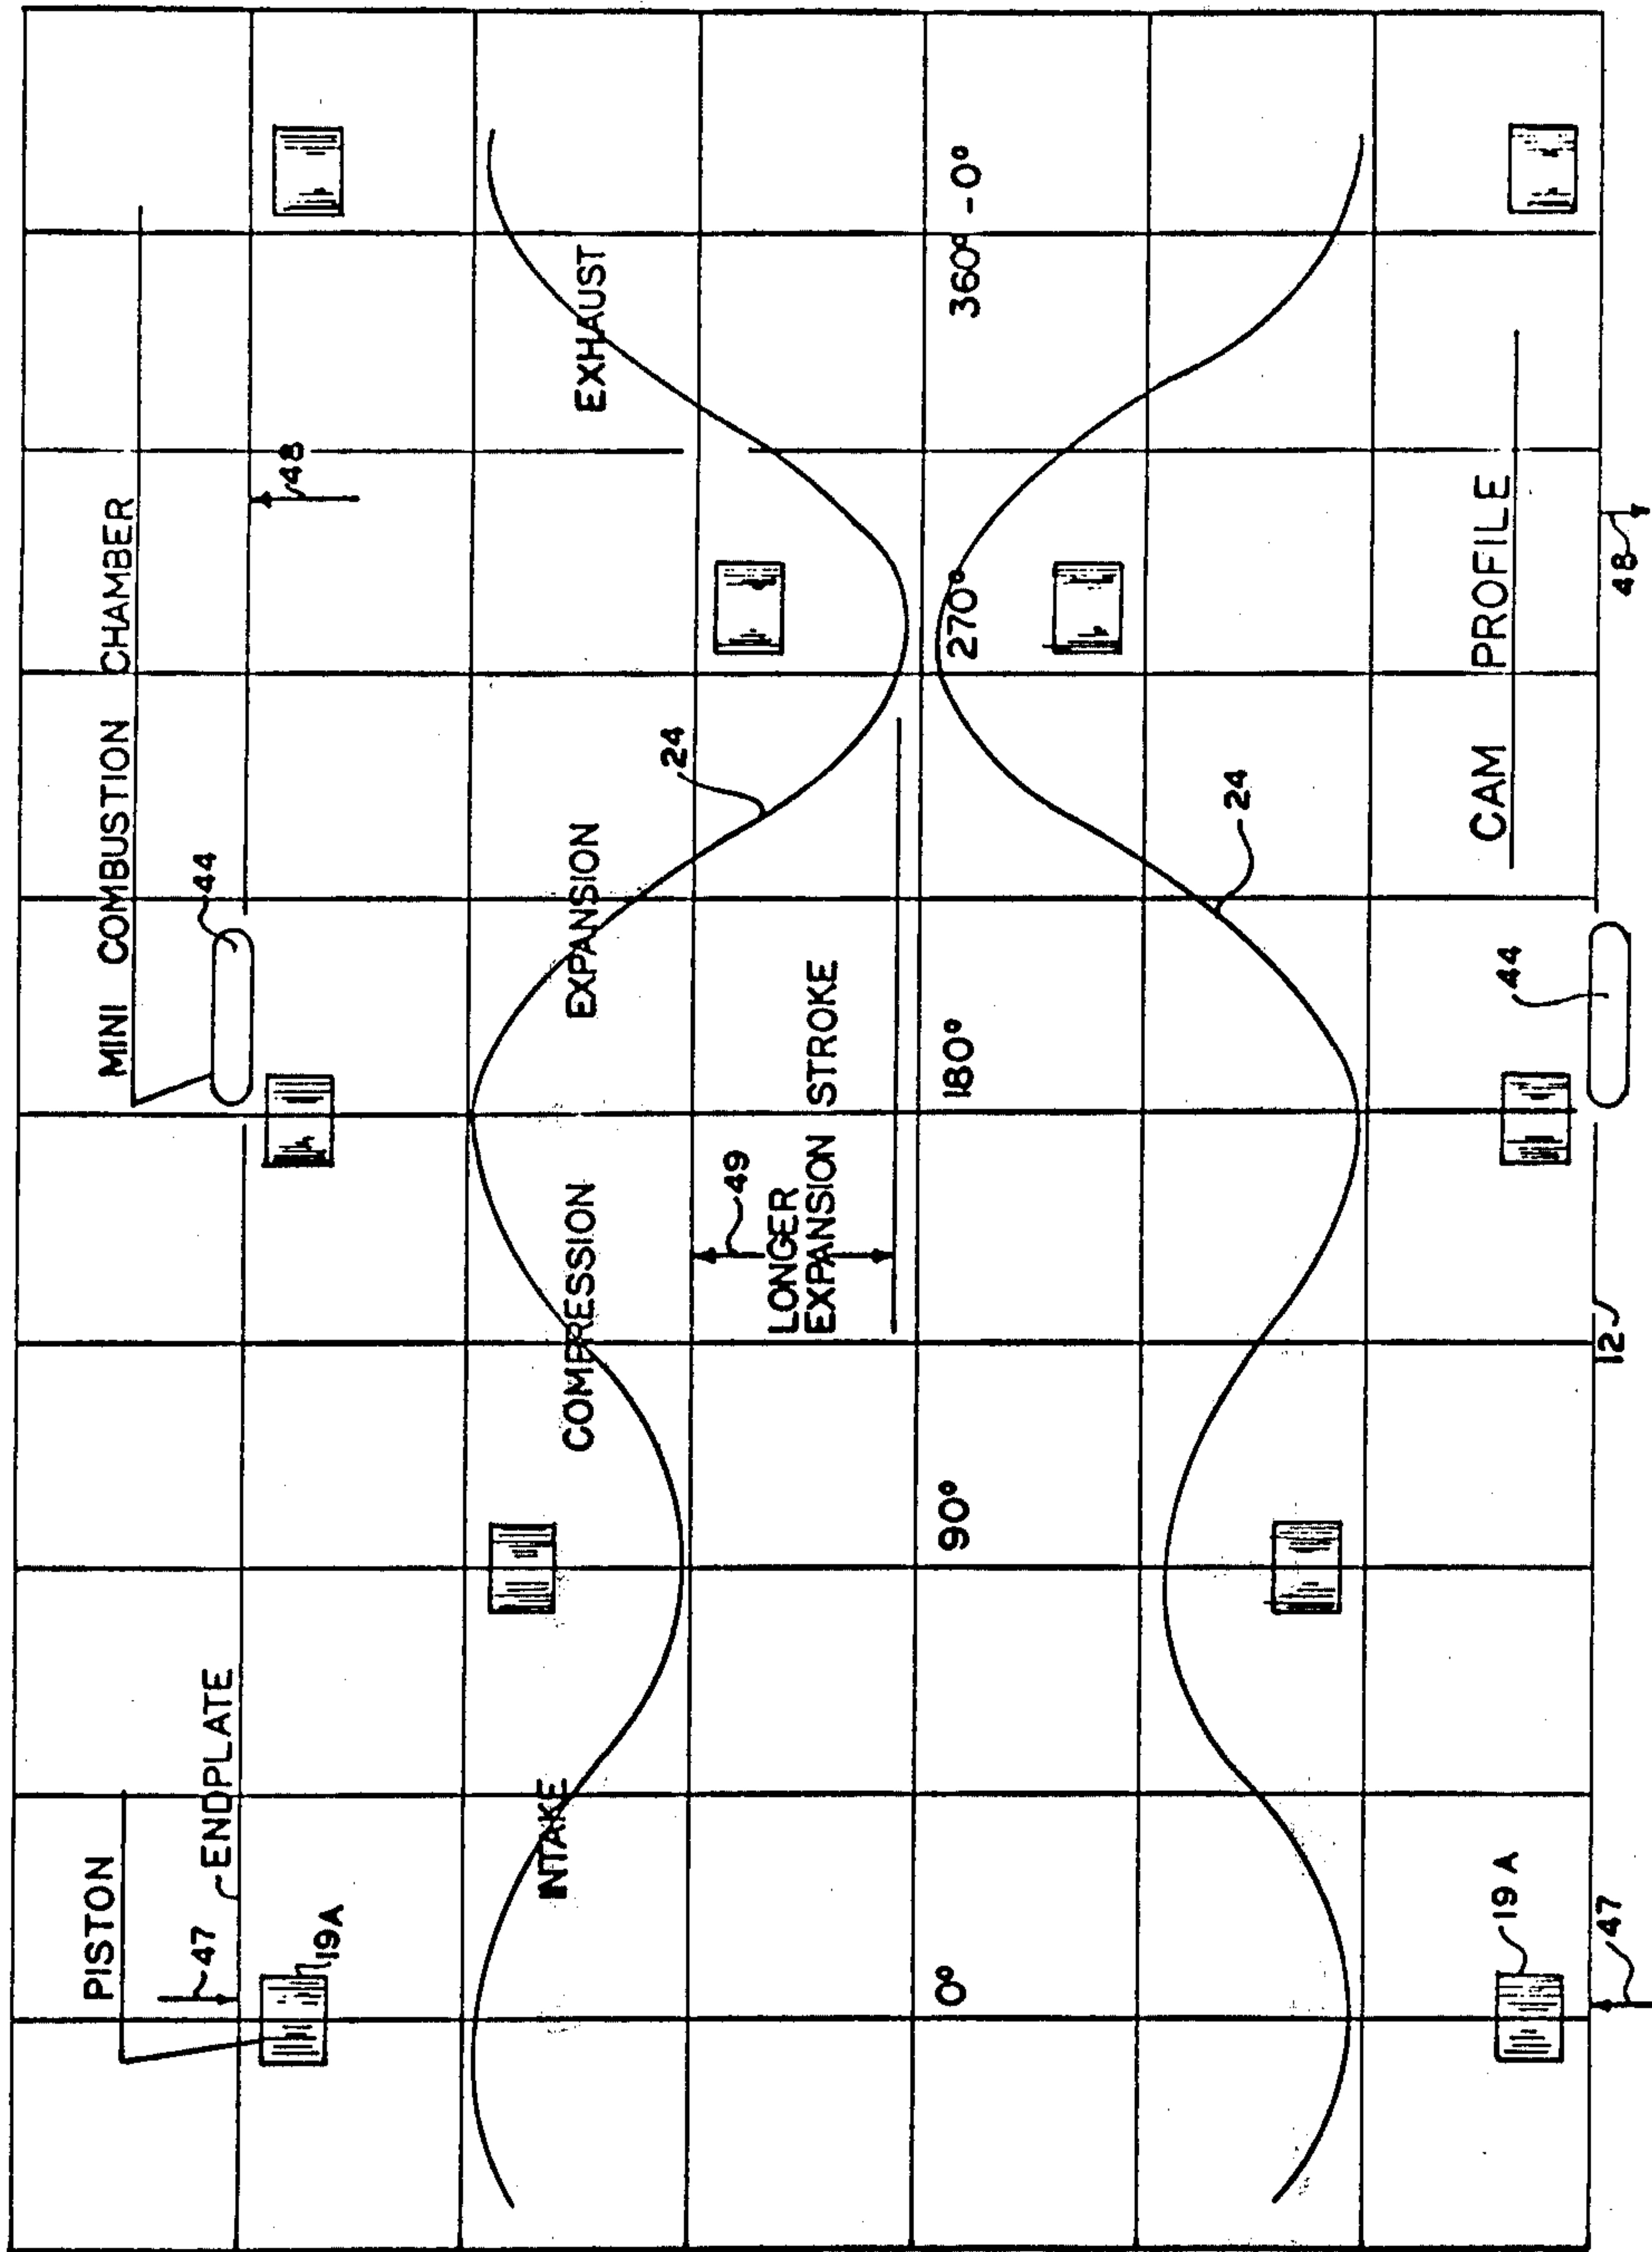 PISTON
MINI COMBUSTION CHAMBER
47
ENDPLATE
44
19A
48
INTAKE
COMPRESSION
EXPANSION
EXHAUST
24
49
LONGER
EXPANSION STROKE
0°
90°
180°
270°
360°-0°
24
19A
44
CAM PROFILE
47
12
48